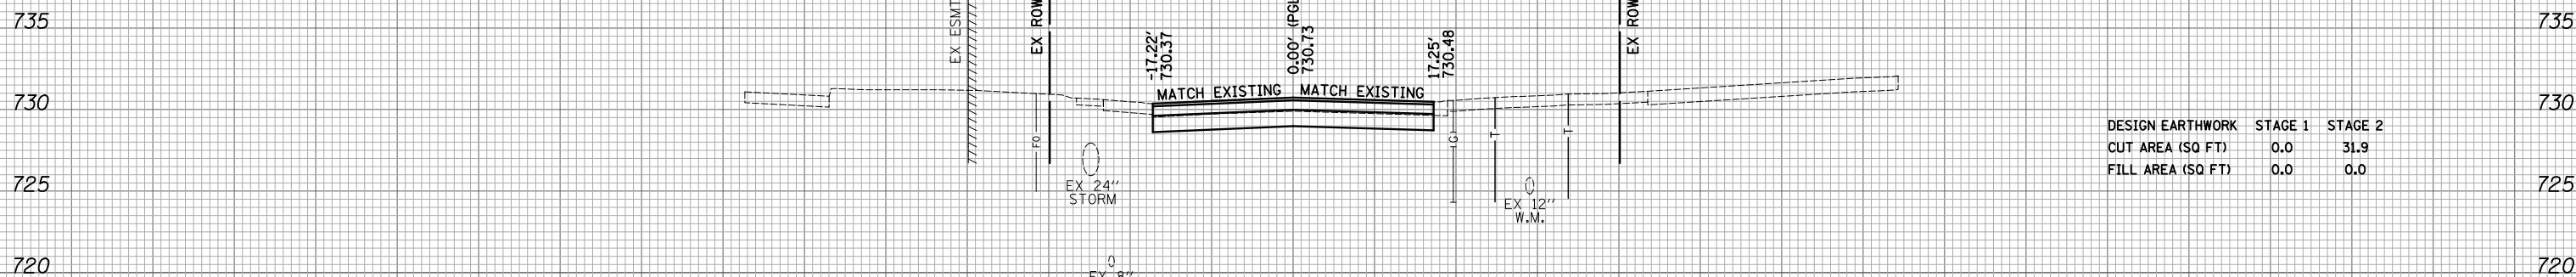 735
EX ESMT
EX ROW
-17.22'
730.37
0.00' (PGL
730.73
17.25'
730.48
EX ROW
735
730
MATCH EXISTING
MATCH EXISTING
730
FO
G
T
T
DESIGN EARTHWORK STAGE 1 STAGE 2
CUT AREA (SQ FT) 0.0 31.9
FILL AREA (SQ FT) 0.0 0.0
725
EX 24"
STORM
EX 12"
W.M.
725
720
EX 8"
720